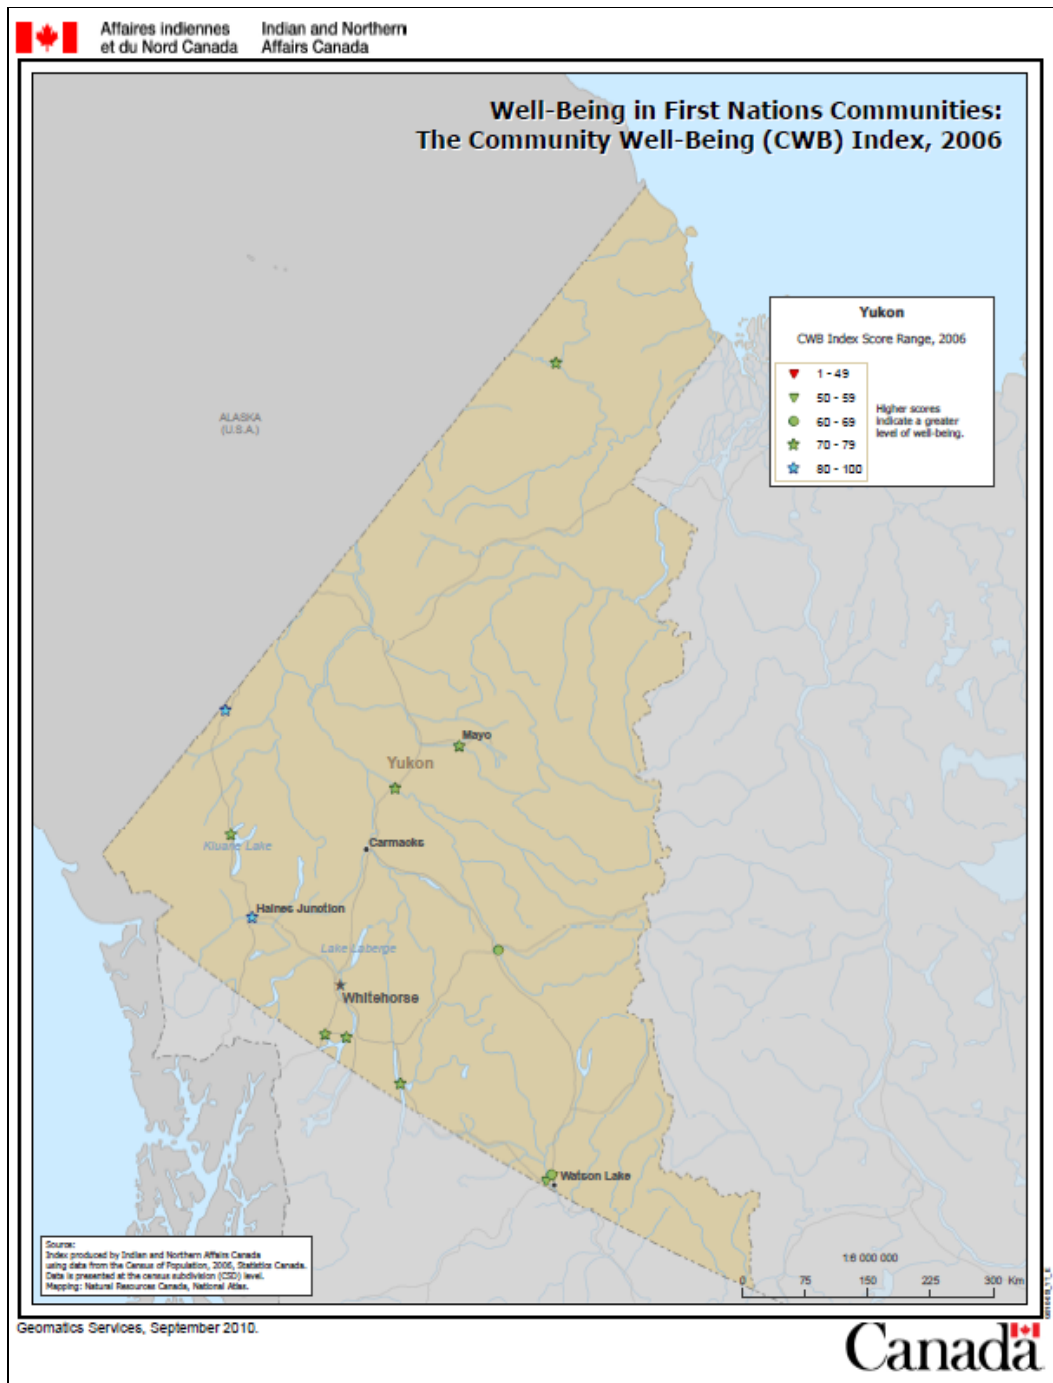 Affaires indiennes
et du Nord Canada
Indian and Northern
Affairs Canada
Well-Being in First Nations Communities:
The Community Well-Being (CWB) Index, 2006
Yukon
CWB Index Score Range, 2006
1 - 49
50 - 59
60 - 69
70 - 79
80 - 100
Higher scores
indicate a greater
level of well-being.
ALASKA
(U.S.A.)
Mayo
Yukon
Kluane Lake
Carmacks
Haines Junction
Lake Laberge
Whitehorse
Watson Lake
Source:
Index produced by Indian and Northern Affairs Canada
using data from the Census of Population, 2006, Statistics Canada.
Data is presented at the census subdivision (CSD) level.
Mapping: Natural Resources Canada, National Atlas.
1:6 000 000
0 75 150 225 300 Km
Geomatics Services, September 2010.
Canada